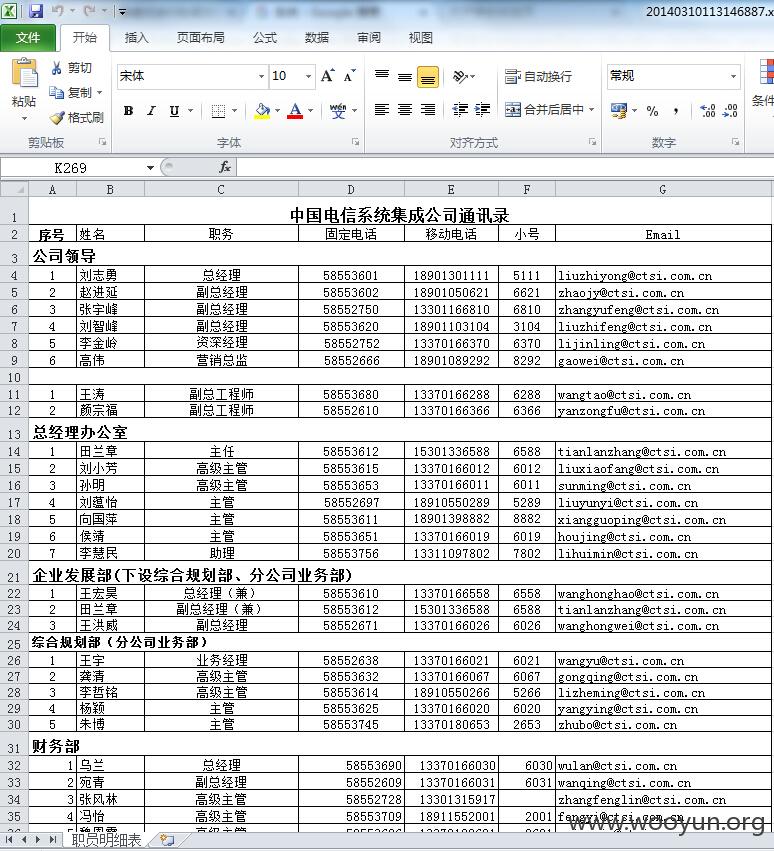 20140310113146887.x
文件 开始 插入 页面布局 公式 数据 审阅 视图
粘贴 剪切 复制 格式刷 剪贴板
宋体 10 B I U A 字体
自动换行 合并后居中 对齐方式
常规 % 数字 条件
K269 fx
A B C D E F G
1 中国电信系统集成公司通讯录
2 序号 姓名 职务 固定电话 移动电话 小号 Email
3 公司领导
4 1 刘志勇 总经理 58553601 18901301111 5111 liuzhiyong@ctsi.com.cn
5 2 赵进延 副总经理 58553602 18901050621 6621 zhaojy@ctsi.com.cn
6 3 张宇峰 副总经理 58552750 13301166810 6810 zhangyufeng@ctsi.com.cn
7 4 刘智峰 副总经理 58553620 18901103104 3104 liuzhifeng@ctsi.com.cn
8 5 李金岭 资深经理 58552752 13370166370 6370 lijinling@ctsi.com.cn
9 6 高伟 营销总监 58552666 18901089292 8292 gaowei@ctsi.com.cn
10
11 1 王涛 副总工程师 58553680 13370166288 6288 wangtao@ctsi.com.cn
12 2 颜宗福 副总工程师 58552610 13370166366 6366 yanzongfu@ctsi.com.cn
13 总经理办公室
14 1 田兰章 主任 58553612 15301336588 6588 tianlanzhang@ctsi.com.cn
15 2 刘小芳 高级主管 58553615 13370166012 6012 liuxiaofang@ctsi.com.cn
16 3 孙明 高级主管 58553653 13370166011 6011 sunming@ctsi.com.cn
17 4 刘蕴怡 主管 58552697 18910550289 5289 liuyunyi@ctsi.com.cn
18 5 向国萍 主管 58553611 18901398882 8882 xiangguoping@ctsi.com.cn
19 6 侯靖 主管 58553651 13370166019 6019 houjing@ctsi.com.cn
20 7 李慧民 助理 58553756 13311097802 7802 lihuimin@ctsi.com.cn
21 企业发展部(下设综合规划部、分公司业务部)
22 1 王宏昊 总经理（兼） 58553610 13370166558 6558 wanghonghao@ctsi.com.cn
23 2 田兰章 副总经理（兼） 58553612 15301336588 6588 tianlanzhang@ctsi.com.cn
24 3 王洪威 副总经理 58552671 13370166026 6026 wanghongwei@ctsi.com.cn
25 综合规划部（分公司业务部）
26 1 王宇 业务经理 58552638 13370166021 6021 wangyu@ctsi.com.cn
27 2 龚清 高级主管 58553632 13370166067 6067 gongqing@ctsi.com.cn
28 3 李哲铭 高级主管 58553614 18910550266 5266 lizheming@ctsi.com.cn
29 4 杨颖 主管 58553625 13370166020 6020 yangying@ctsi.com.cn
30 5 朱博 主管 58553745 13370180653 2653 zhubo@ctsi.com.cn
31 财务部
32 1 乌兰 总经理 58553690 13370166030 6030 wulan@ctsi.com.cn
33 2 宛青 副总经理 58552609 13370166031 6031 wanqing@ctsi.com.cn
34 3 张风林 高级主管 58552728 13301315917 zhangfenglin@ctsi.com.cn
35 4 冯怡 高级主管 58553709 18911552001 2001 fengyi@ctsi.com.cn
www.wooyun.org
职员明细表